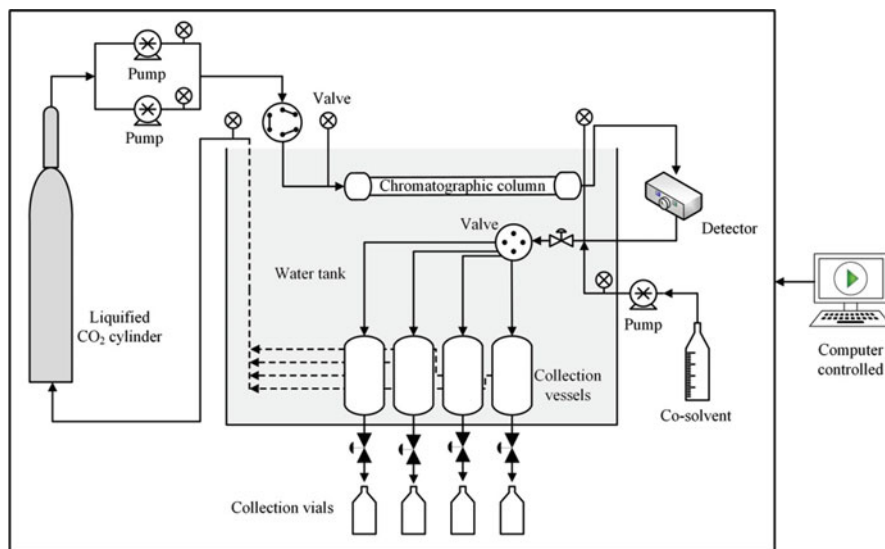 Pump
Pump
Valve
Chromatographic column
Valve
Detector
Water tank
Liquified
CO₂ cylinder
Pump
Computer
controlled
Collection
vessels
Co-solvent
Collection vials